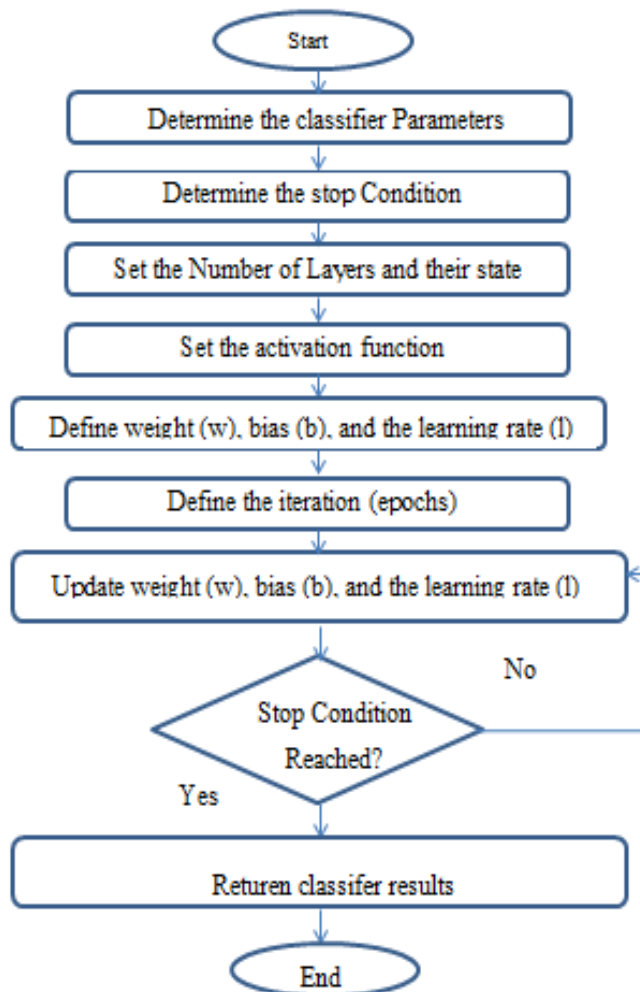 Start
Determine the classifier Parameters
Determine the stop Condition
Set the Number of Layers and their state
Set the activation function
Define weight (w), bias (b), and the learning rate (l)
Define the iteration (epochs)
Update weight (w), bias (b), and the learning rate (l)
No
Stop Condition
Reached?
Yes
Returen classifer results
End